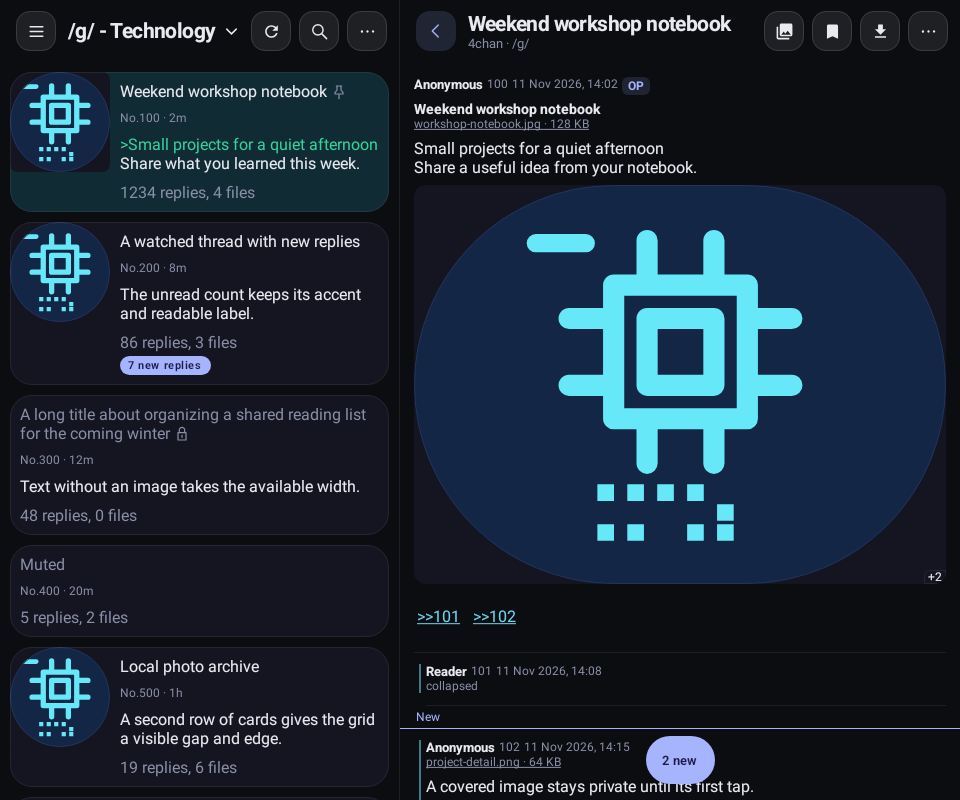 /g/ - Technology
Weekend workshop notebook
No.100 · 2m
>Small projects for a quiet afternoon
Share what you learned this week.
1234 replies, 4 files
A watched thread with new replies
No.200 · 8m
The unread count keeps its accent
and readable label.
86 replies, 3 files
7 new replies
A long title about organizing a shared reading list
for the coming winter
No.300 · 12m
Text without an image takes the available width.
48 replies, 0 files
Muted
No.400 · 20m
5 replies, 2 files
Local photo archive
No.500 · 1h
A second row of cards gives the grid
a visible gap and edge.
19 replies, 6 files
Weekend workshop notebook
4chan · /g/
Anonymous 100 11 Nov 2026, 14:02 OP
Weekend workshop notebook
workshop-notebook.jpg · 128 KB
Small projects for a quiet afternoon
Share a useful idea from your notebook.
+2
>>101 >>102
Reader 101 11 Nov 2026, 14:08
collapsed
New
Anonymous 102 11 Nov 2026, 14:15
project-detail.png · 64 KB
2 new
A covered image stays private until its first tap.